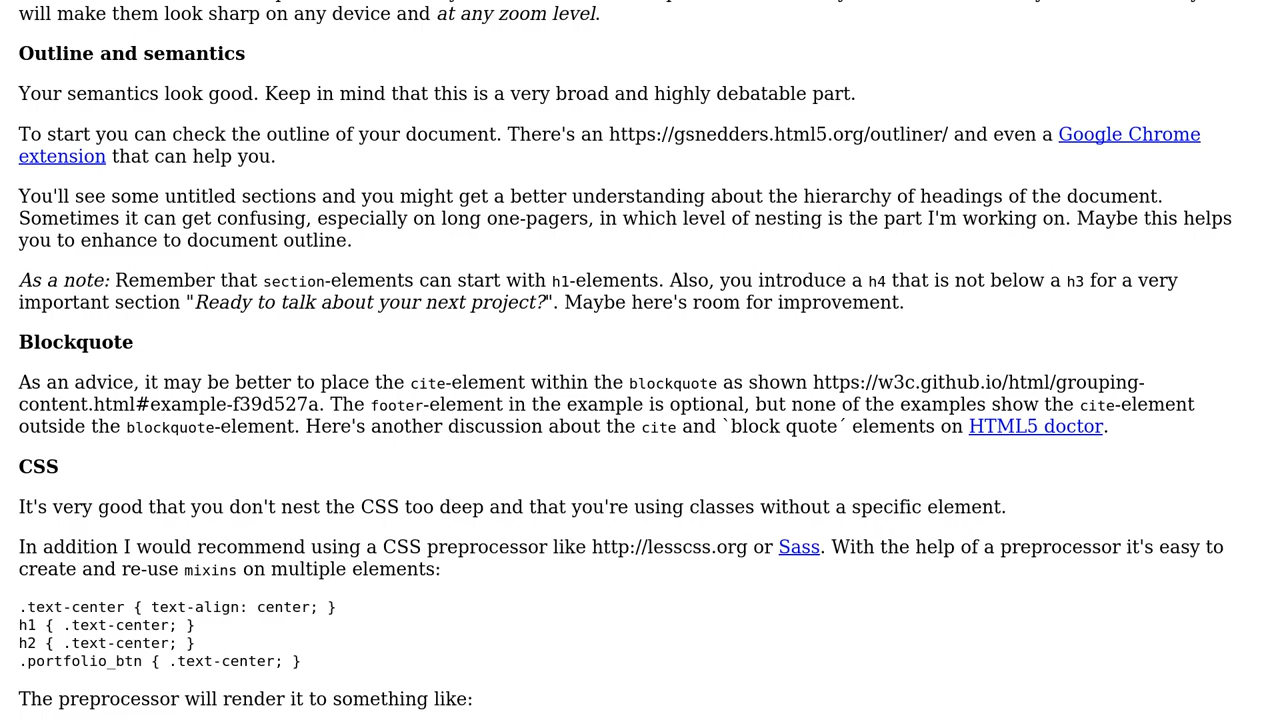 will make them look sharp on any device and at any zoom level.
Outline and semantics
Your semantics look good. Keep in mind that this is a very broad and highly debatable part.
To start you can check the outline of your document. There's an https://gsnedders.html5.org/outliner/ and even a Google Chrome
extension that can help you.
You'll see some untitled sections and you might get a better understanding about the hierarchy of headings of the document.
Sometimes it can get confusing, especially on long one-pagers, in which level of nesting is the part I'm working on. Maybe this helps
you to enhance to document outline.
As a note: Remember that section-elements can start with h1-elements. Also, you introduce a h4 that is not below a h3 for a very
important section "Ready to talk about your next project?". Maybe here's room for improvement.
Blockquote
As an advice, it may be better to place the cite-element within the blockquote as shown https://w3c.github.io/html/grouping-
content.html#example-f39d527a. The footer-element in the example is optional, but none of the examples show the cite-element
outside the blockquote-element. Here's another discussion about the cite and `block quote´ elements on HTML5 doctor.
CSS
It's very good that you don't nest the CSS too deep and that you're using classes without a specific element.
In addition I would recommend using a CSS preprocessor like http://lesscss.org or Sass. With the help of a preprocessor it's easy to
create and re-use mixins on multiple elements:
.text-center { text-align: center; }
h1 { .text-center; }
h2 { .text-center; }
.portfolio_btn { .text-center; }
The preprocessor will render it to something like: